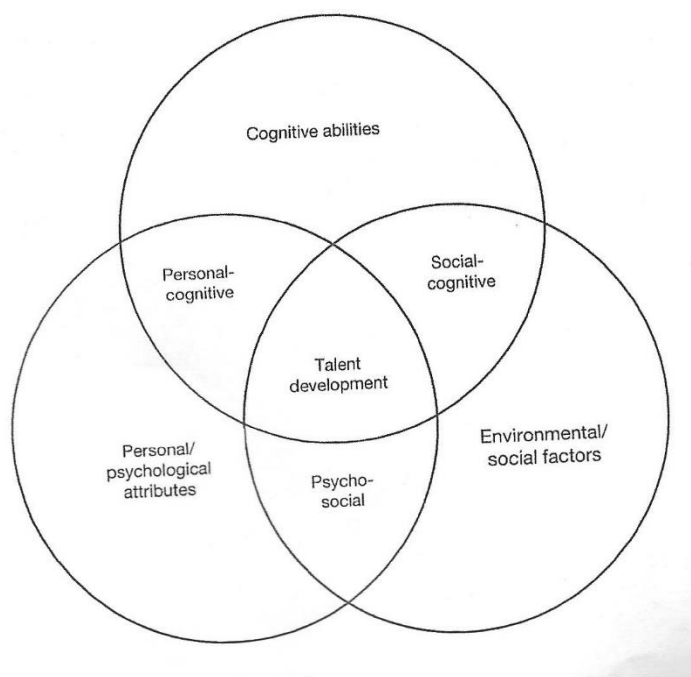 Cognitive abilities
Personal-
cognitive
Social-
cognitive
Talent
development
Personal/
psychological
attributes
Psycho-
social
Environmental/
social factors